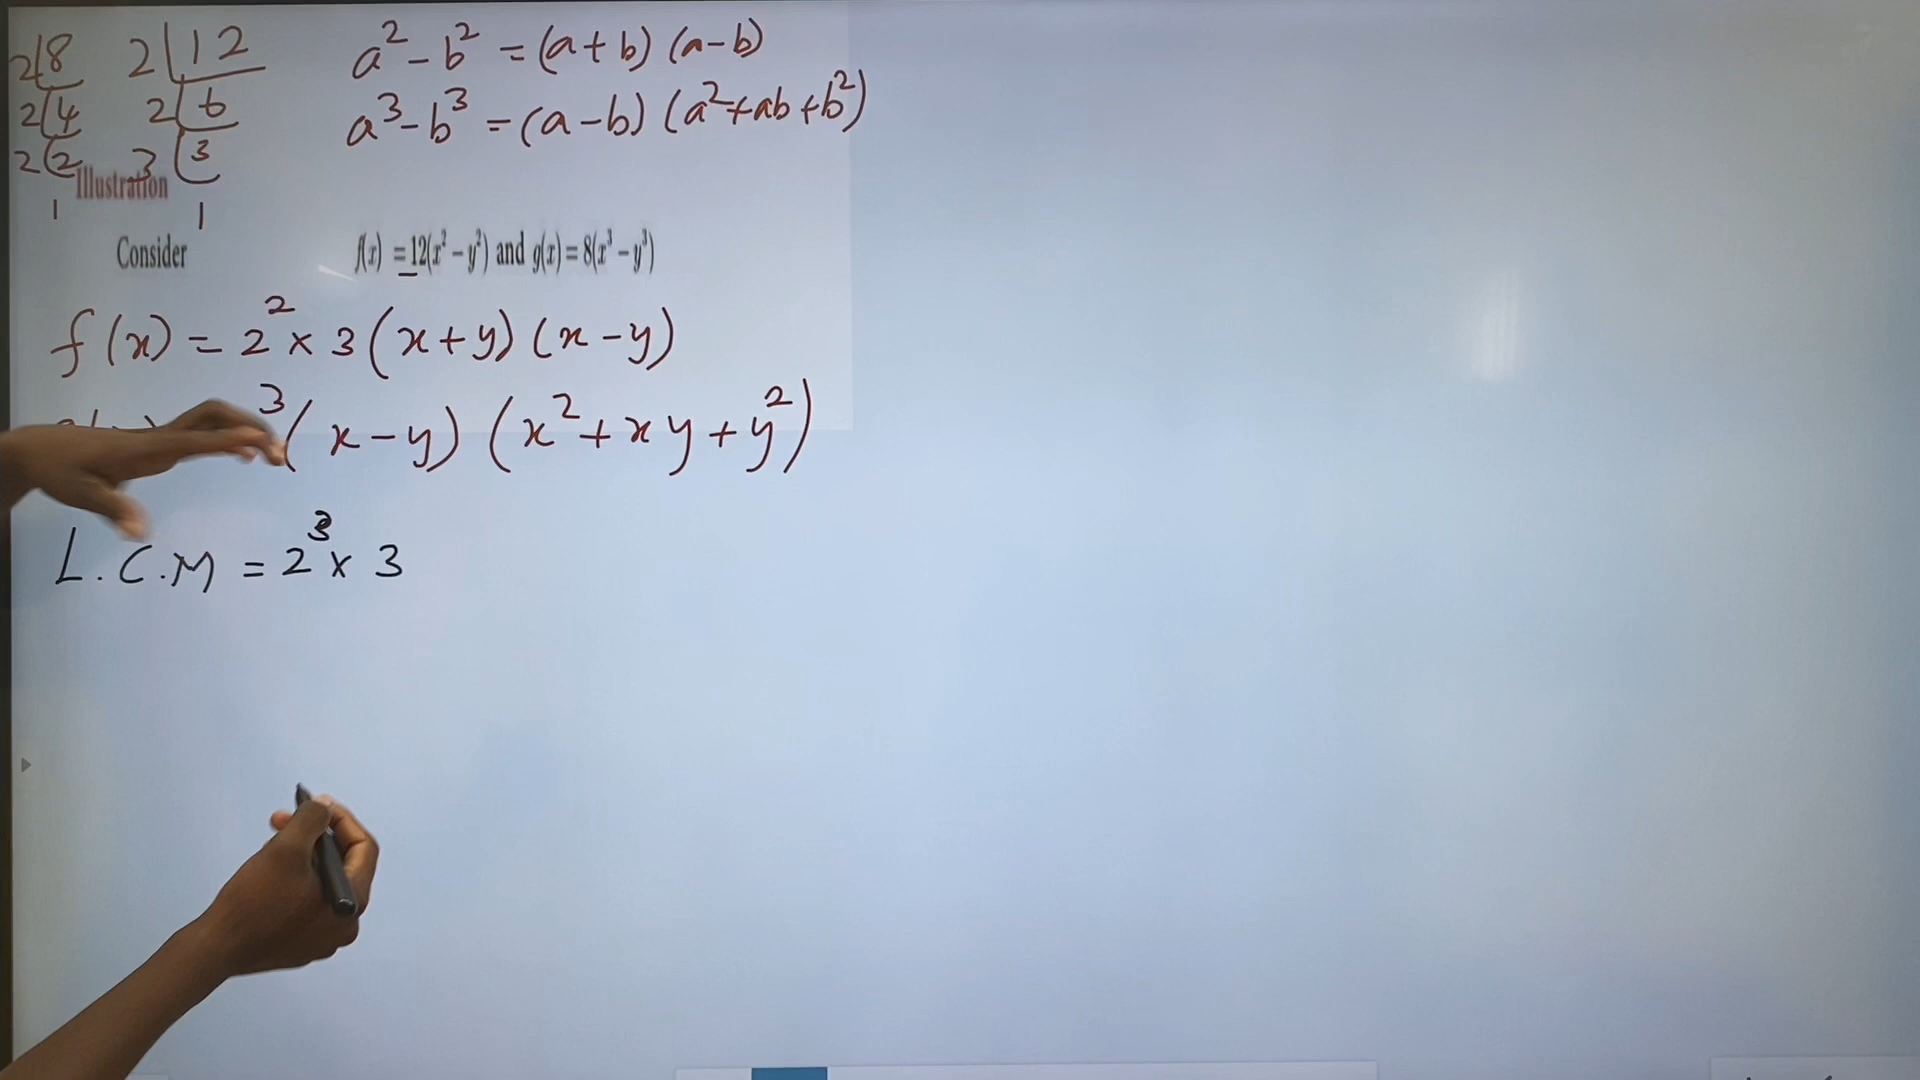 2 8 2 12 a² - b² = (a+b) (a-b)
2 4 2 6 a³-b³ = (a-b) (a²+ab+b²)
2 2 3 3
Illustration
1 1
Consider f(x) = 12(x² - y²) and g(x) = 8(x³ - y³)
f(x) = 2² × 3 (x+y) (x-y)
³(x-y) (x²+xy+y²)
L.C.M = 2³ × 3